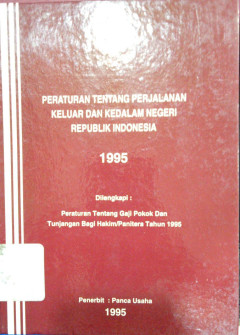 PERATURAN TENTANG PERJALANAN
KELUAR DAN KEDALAM NEGERI
REPUBLIK INDONESIA
1995
Dilengkapi :
Peraturan Tentang Gaji Pokok Dan
Tunjangan Bagi Hakim/Panitera Tahun 1995
Penerbit : Panca Usaha
1995